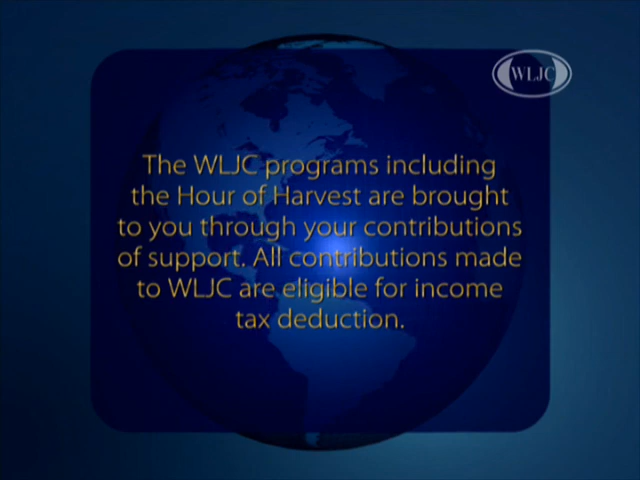 WLJC
The WLJC programs including
the Hour of Harvest are brought
to you through your contributions
of support. All contributions made
to WLJC are eligible for income
tax deduction.